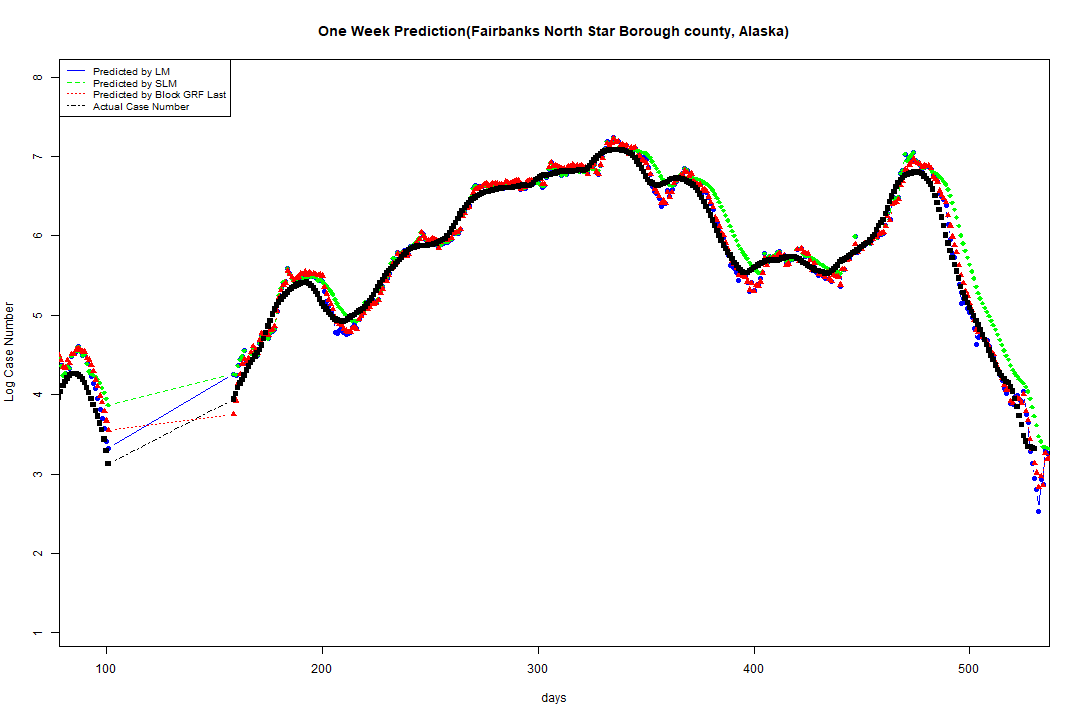 One Week Prediction(Fairbanks North Star Borough county, Alaska)
Predicted by LM
Predicted by SLM
Predicted by Block GRF Last
Actual Case Number
8
7
6
5
4
3
2
1
Log Case Number
100 200 300 400 500
days